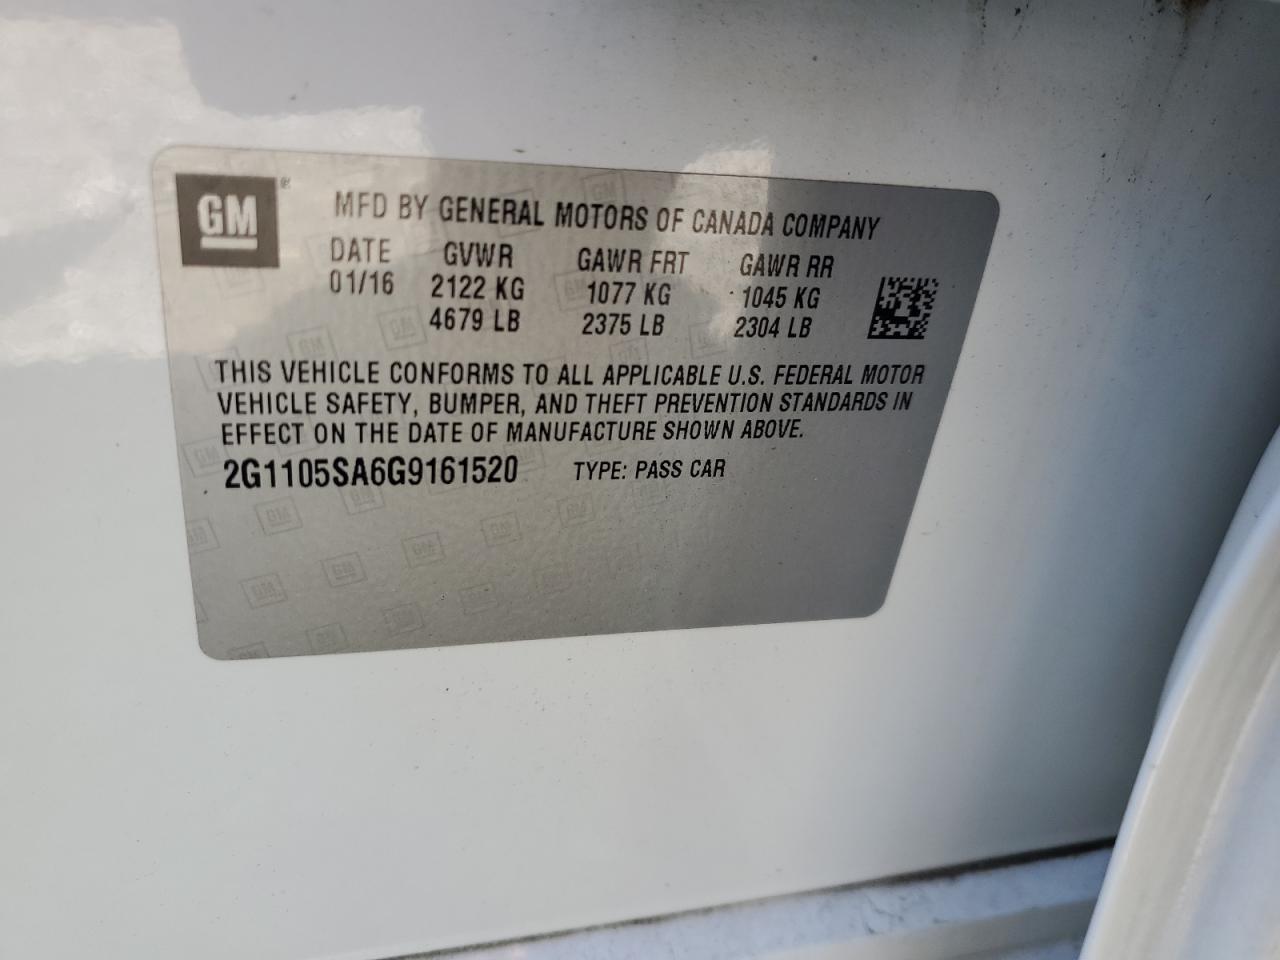 GM ®
MFD BY GENERAL MOTORS OF CANADA COMPANY
DATE GVWR GAWR FRT GAWR RR
01/16 2122 KG 1077 KG 1045 KG
4679 LB 2375 LB 2304 LB
THIS VEHICLE CONFORMS TO ALL APPLICABLE U.S. FEDERAL MOTOR
VEHICLE SAFETY, BUMPER, AND THEFT PREVENTION STANDARDS IN
EFFECT ON THE DATE OF MANUFACTURE SHOWN ABOVE.
2G1105SA6G9161520 TYPE: PASS CAR